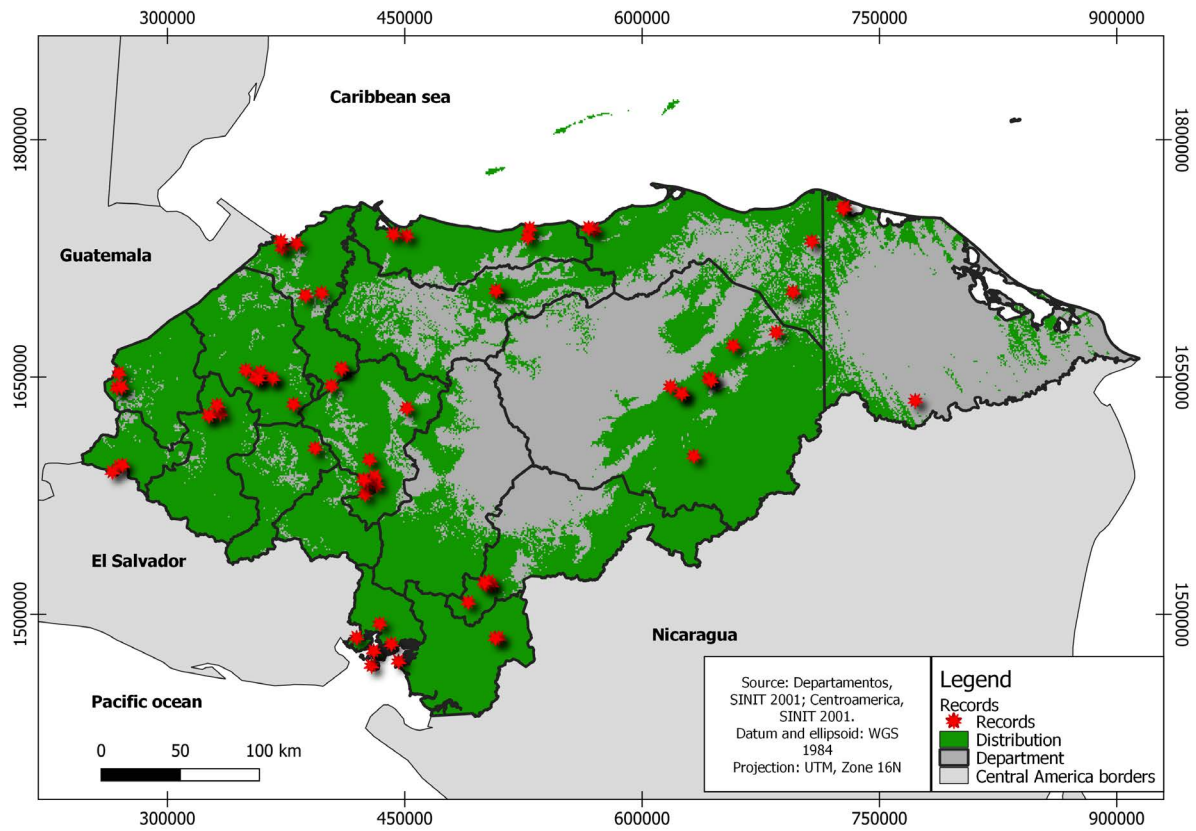 300000
450000
600000
750000
900000
Caribbean sea
1800000
1800000
Guatemala
1650000
1650000
El Salvador
1500000
1500000
Nicaragua
Pacific ocean
0 50 100 km
Source: Departamentos,
SINIT 2001; Centroamerica,
SINIT 2001.
Datum and ellipsoid: WGS
1984
Projection: UTM, Zone 16N
Legend
Records
Records
Distribution
Department
Central America borders
300000
450000
600000
750000
900000